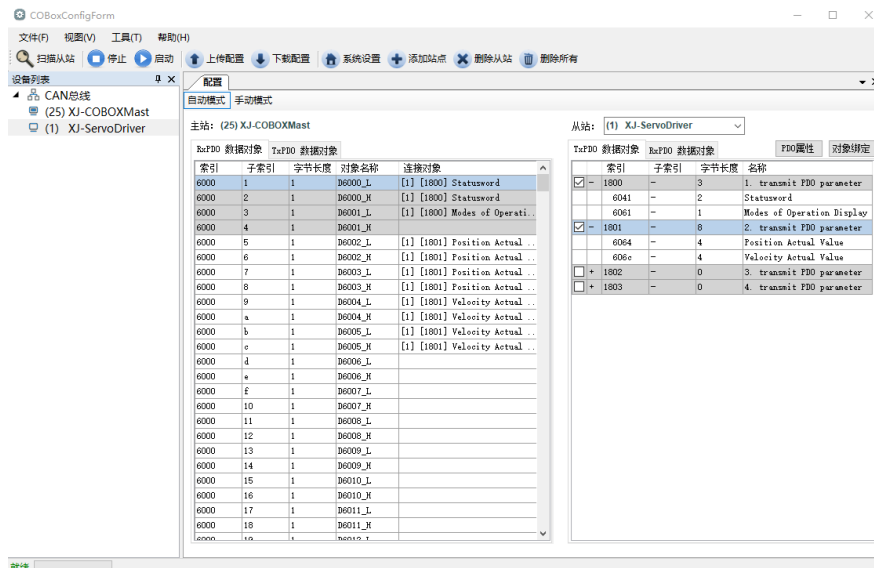 COBoxConfigForm
文件(F) 视图(V) 工具(T) 帮助(H)
扫描从站 停止 启动 上传配置 下载配置 系统设置 添加站点 删除从站 删除所有
设备列表
CAN总线
(25) XJ-COBOXMast
(1) XJ-ServoDriver
配置
自动模式 手动模式
主站: (25) XJ-COBOXMast
RxPDO 数据对象 TxPDO 数据对象
索引 子索引 字节长度 对象名称 连接对象
6000 1 1 D6000_L [1] [1800] Statusword
6000 2 1 D6000_H [1] [1800] Statusword
6000 3 1 D6001_L [1] [1800] Modes of Operati..
6000 4 1 D6001_H
6000 5 1 D6002_L [1] [1801] Position Actual ..
6000 6 1 D6002_H [1] [1801] Position Actual ..
6000 7 1 D6003_L [1] [1801] Position Actual ..
6000 8 1 D6003_H [1] [1801] Position Actual ..
6000 9 1 D6004_L [1] [1801] Velocity Actual ..
6000 a 1 D6004_H [1] [1801] Velocity Actual ..
6000 b 1 D6005_L [1] [1801] Velocity Actual ..
6000 c 1 D6005_H [1] [1801] Velocity Actual ..
6000 d 1 D6006_L
6000 e 1 D6006_H
6000 f 1 D6007_L
6000 10 1 D6007_H
6000 11 1 D6008_L
6000 12 1 D6008_H
6000 13 1 D6009_L
6000 14 1 D6009_H
6000 15 1 D6010_L
6000 16 1 D6010_H
6000 17 1 D6011_L
6000 18 1 D6011_H
6000 19 1 D6012_L
从站: (1) XJ-ServoDriver
TxPDO 数据对象 RxPDO 数据对象 PDO属性 对象绑定
索引 子索引 字节长度 名称
- 1800 - 3 1. transmit PDO parameter
6041 - 2 Statusword
6061 - 1 Modes of Operation Display
- 1801 - 8 2. transmit PDO parameter
6064 - 4 Position Actual Value
606c - 4 Velocity Actual Value
+ 1802 - 0 3. transmit PDO parameter
+ 1803 - 0 4. transmit PDO parameter
就绪